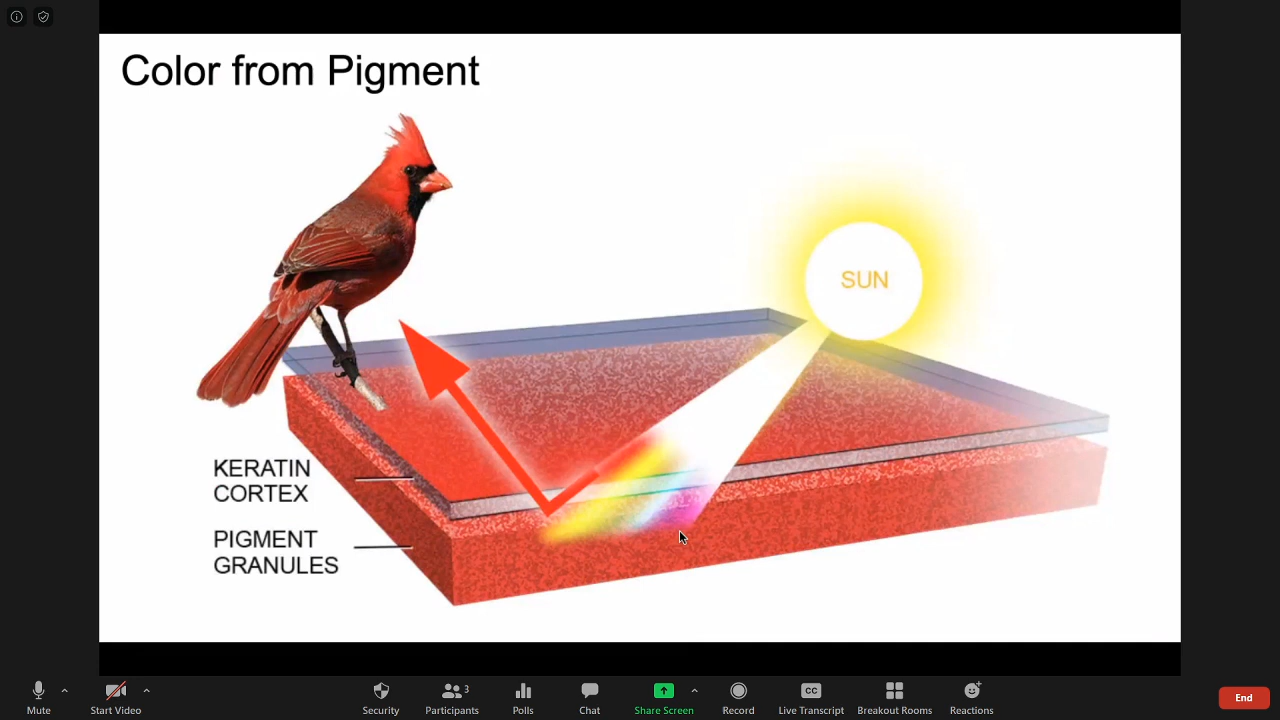 Color from Pigment
SUN
KERATIN
CORTEX
PIGMENT
GRANULES
Mute
Start Video
Security
3
Participants
Polls
Chat
Share Screen
Record
CC
Live Transcript
Breakout Rooms
Reactions
End